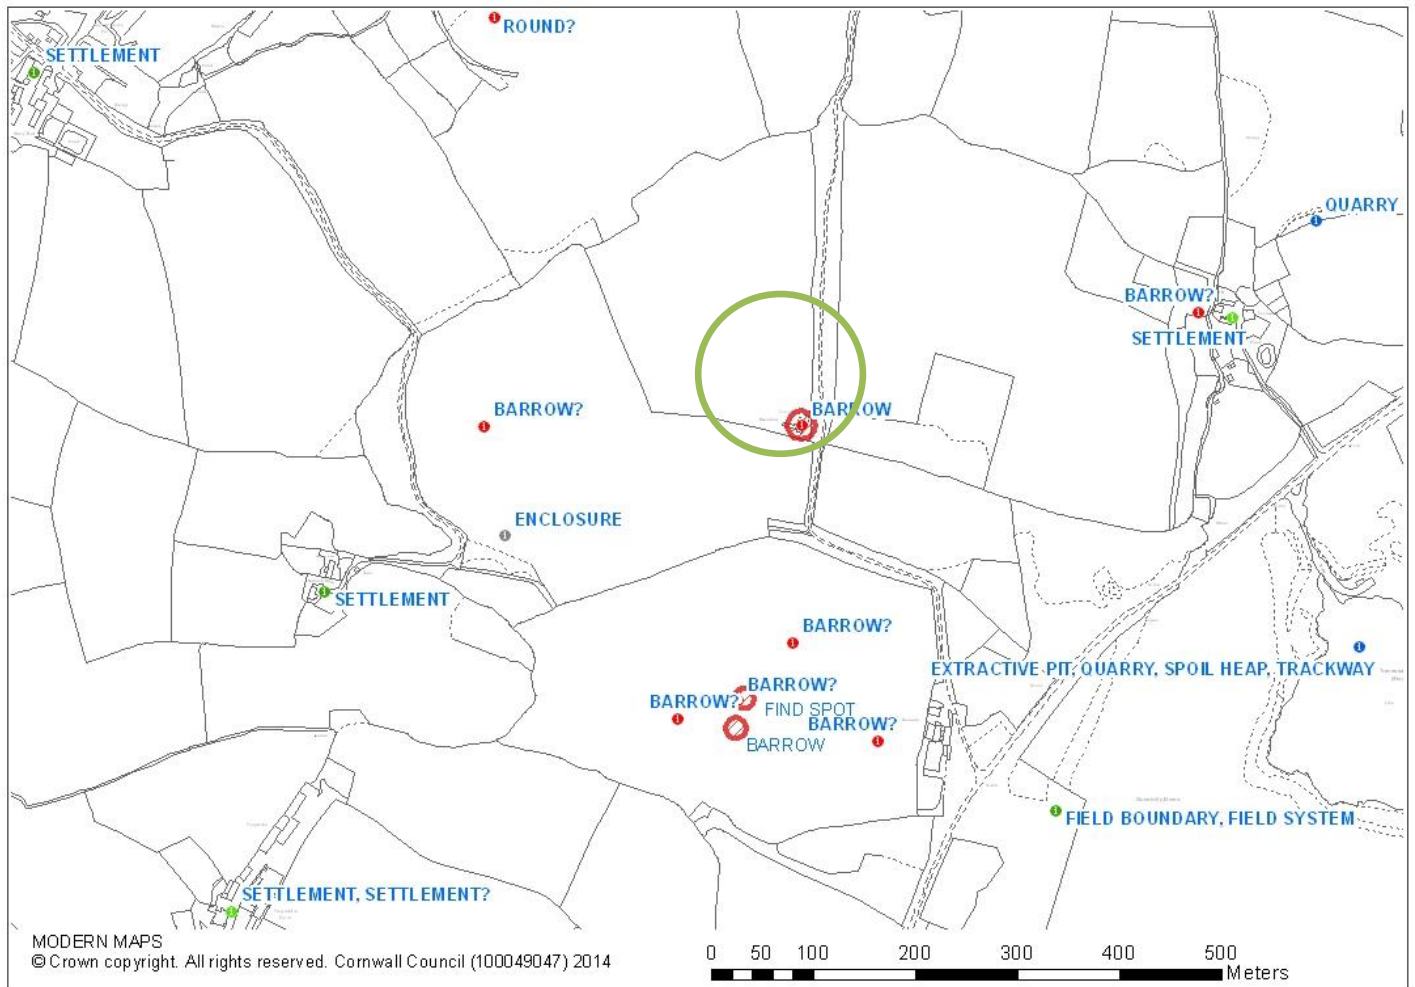 ROUND?
SETTLEMENT
QUARRY
BARROW?
SETTLEMENT
BARROW?
BARROW
ENCLOSURE
SETTLEMENT
BARROW?
EXTRACTIVE PIT, QUARRY, SPOIL HEAP, TRACKWAY
BARROW?
BARROW?
FIND SPOT
BARROW?
BARROW
FIELD BOUNDARY, FIELD SYSTEM
SETTLEMENT, SETTLEMENT?
MODERN MAPS
© Crown copyright. All rights reserved. Cornwall Council (100049047) 2014
0 50 100 200 300 400 500
Meters